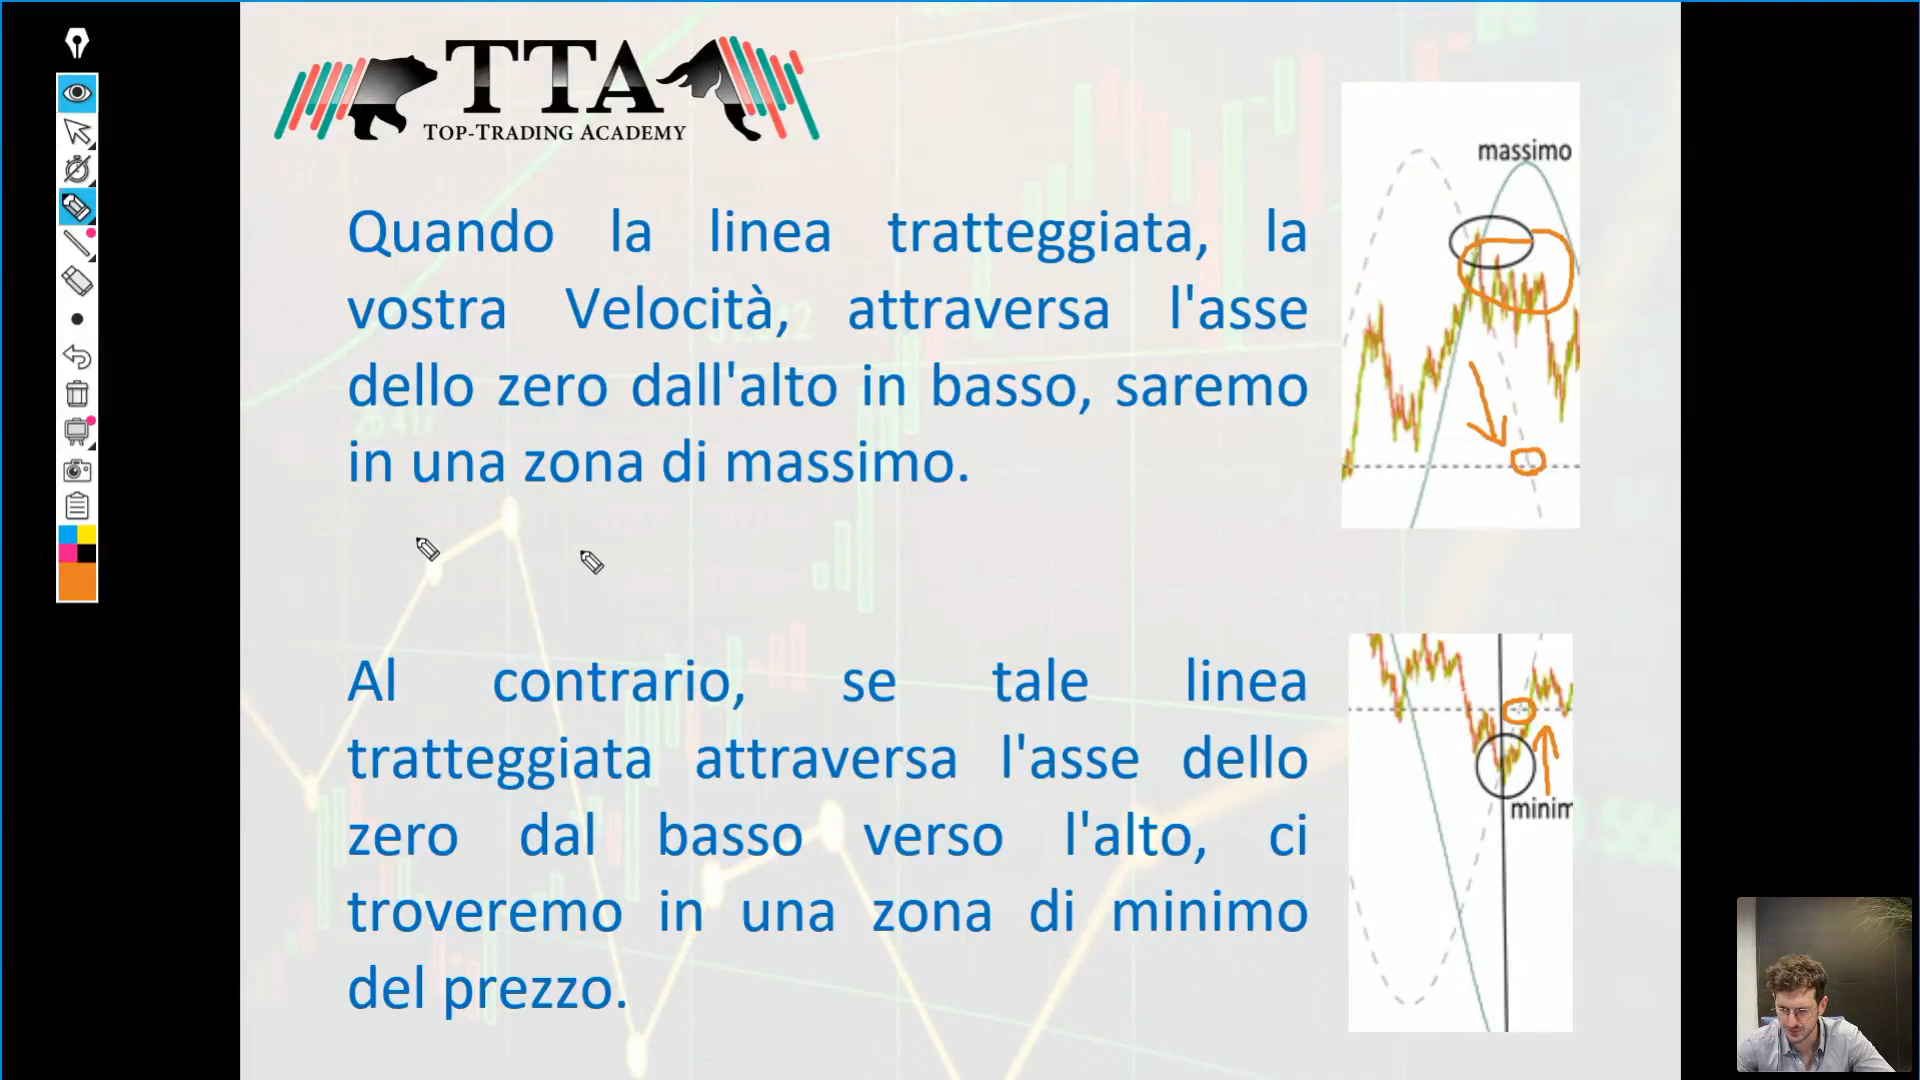 TTA
TOP-TRADING ACADEMY
massimo
Quando la linea tratteggiata, la
vostra Velocità, attraversa l'asse
dello zero dall'alto in basso, saremo
in una zona di massimo.
Al contrario, se tale linea
tratteggiata attraversa l'asse dello
zero dal basso verso l'alto, ci
troveremo in una zona di minimo
del prezzo.
minim